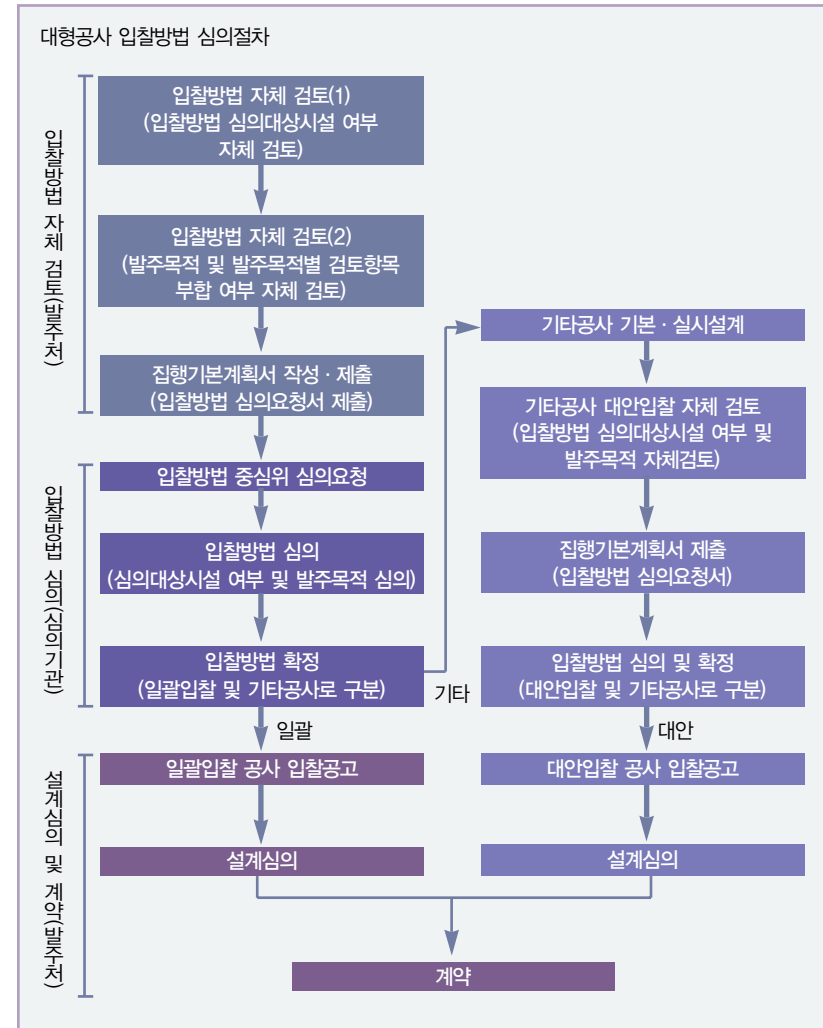 대형공사 입찰방법 심의절차
입찰방법 자체 검토(발주처)
입찰방법 자체 검토(1)
(입찰방법 심의대상시설 여부
자체 검토)
입찰방법 자체 검토(2)
(발주목적 및 발주목적별 검토항목
부합 여부 자체 검토)
집행기본계획서 작성 · 제출
(입찰방법 심의요청서 제출)
입찰방법 심의(심의기관)
입찰방법 중심위 심의요청
입찰방법 심의
(심의대상시설 여부 및 발주목적 심의)
입찰방법 확정
(일괄입찰 및 기타공사로 구분)
기타
일괄
기타공사 기본 · 실시설계
기타공사 대안입찰 자체 검토
(입찰방법 심의대상시설 여부 및
발주목적 자체검토)
집행기본계획서 제출
(입찰방법 심의요청서)
입찰방법 심의 및 확정
(대안입찰 및 기타공사로 구분)
대안
설계심의 및 계약(발주처)
일괄입찰 공사 입찰공고
설계심의
대안입찰 공사 입찰공고
설계심의
계약